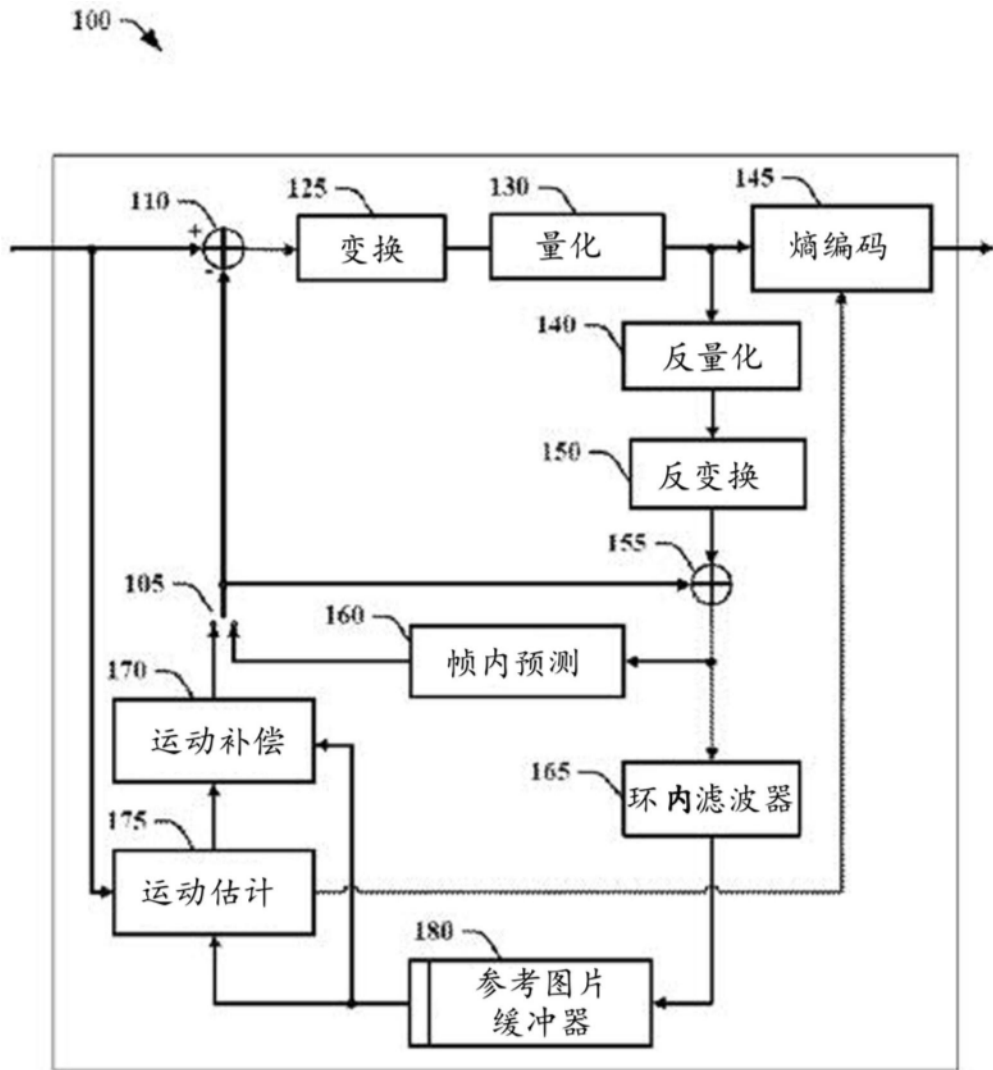 100
110
+
-
125
变换
130
量化
145
熵编码
140
反量化
150
反变换
155
105
160
帧内预测
170
运动补偿
165
环内滤波器
175
运动估计
180
参考图片
缓冲器